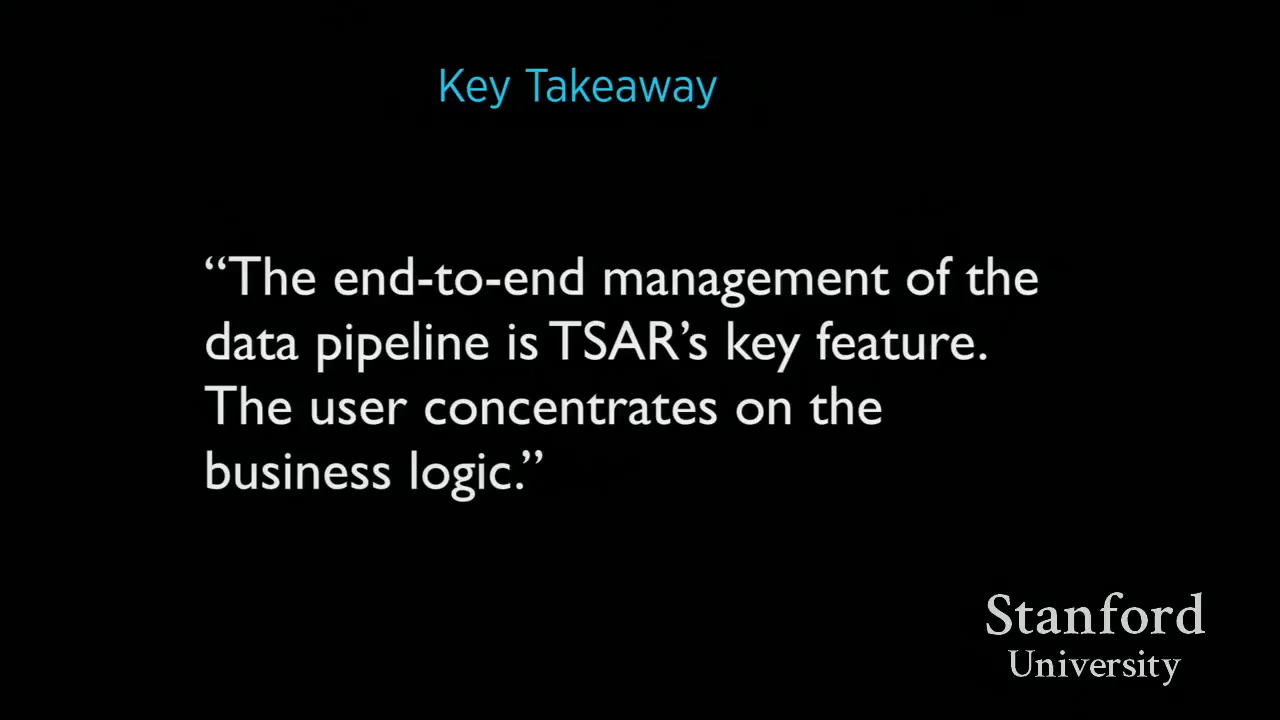 Key Takeaway
“The end-to-end management of the
data pipeline is TSAR’s key feature.
The user concentrates on the
business logic.”
Stanford
University